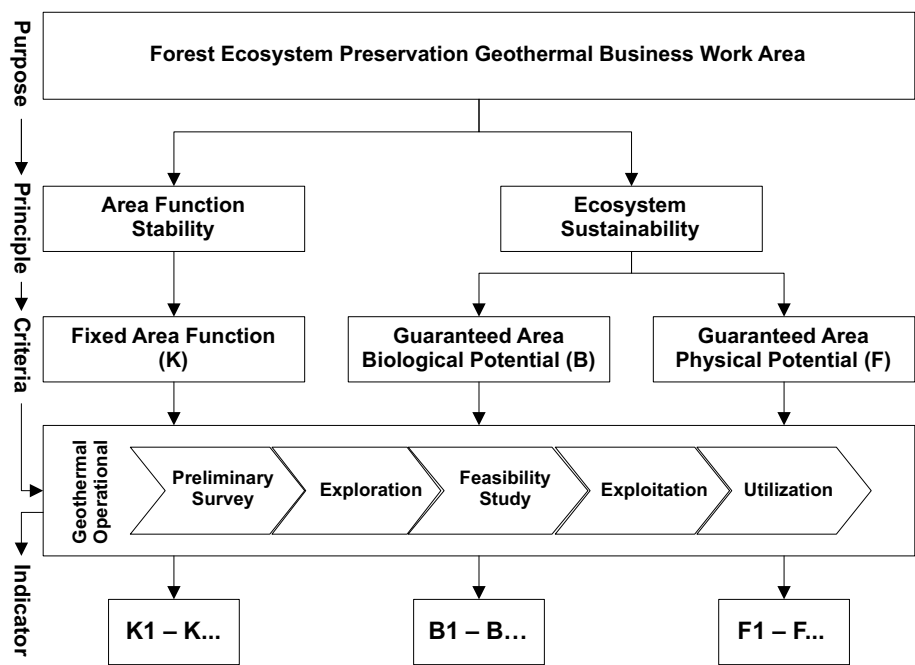 Purpose
Forest Ecosystem Preservation Geothermal Business Work Area
Principle
Area Function
Stability
Ecosystem
Sustainability
Criteria
Fixed Area Function
(K)
Guaranteed Area
Biological Potential (B)
Guaranteed Area
Physical Potential (F)
Geothermal
Operational
Preliminary
Survey
Exploration
Feasibility
Study
Exploitation
Utilization
Indicator
K1 – K...
B1 – B…
F1 – F...